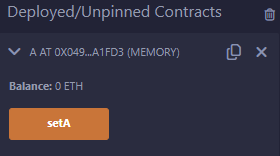 Deployed/Unpinned Contracts
A AT 0X049...A1FD3 (MEMORY)
Balance: 0 ETH
setA